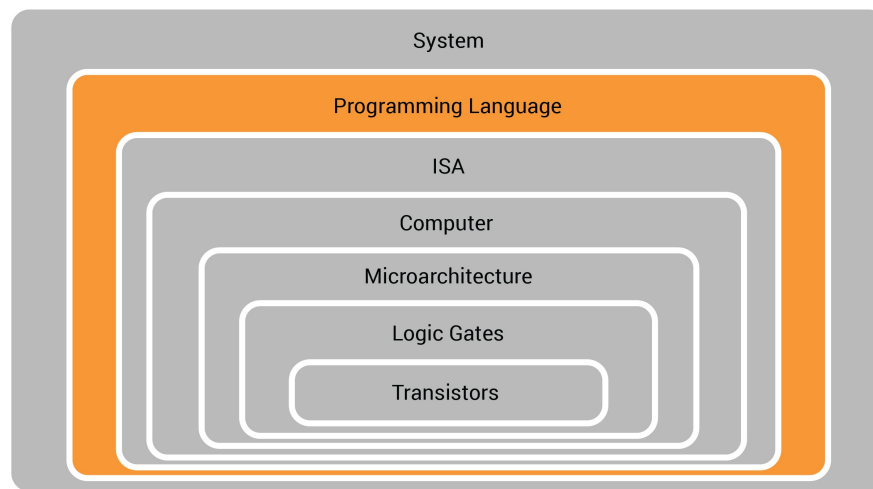 System
Programming Language
ISA
Computer
Microarchitecture
Logic Gates
Transistors